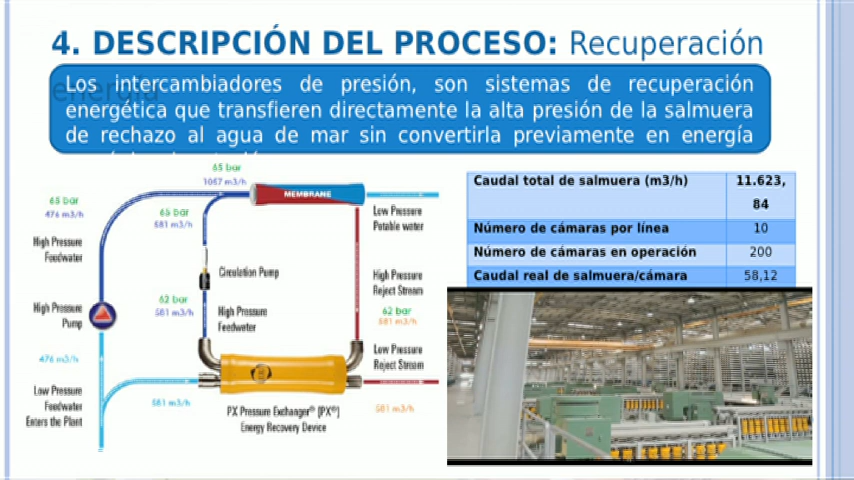 4. DESCRIPCIÓN DEL PROCESO: Recuperación
energía
Los intercambiadores de presión, son sistemas de recuperación
energética que transfieren directamente la alta presión de la salmuera
de rechazo al agua de mar sin convertirla previamente en energía
65 bar
1057 m3/h
MEMBRANE
65 bar
476 m3/h
65 bar
581 m3/h
Low Pressure
Potable water
High Pressure
Feedwater
Circulation Pump
High Pressure
Reject Stream
62 bar
581 m3/h
High Pressure
Pump
High Pressure
Feedwater
62 bar
581 m3/h
476 m3/h
Low Pressure
Reject Stream
Low Pressure
Feedwater
Enters the Plant
581 m3/h
PX Pressure Exchanger® [PX®]
Energy Recovery Device
581 m3/h
Caudal total de salmuera (m3/h) 11.623,
84
Número de cámaras por línea 10
Número de cámaras en operación 200
Caudal real de salmuera/cámara 58,12